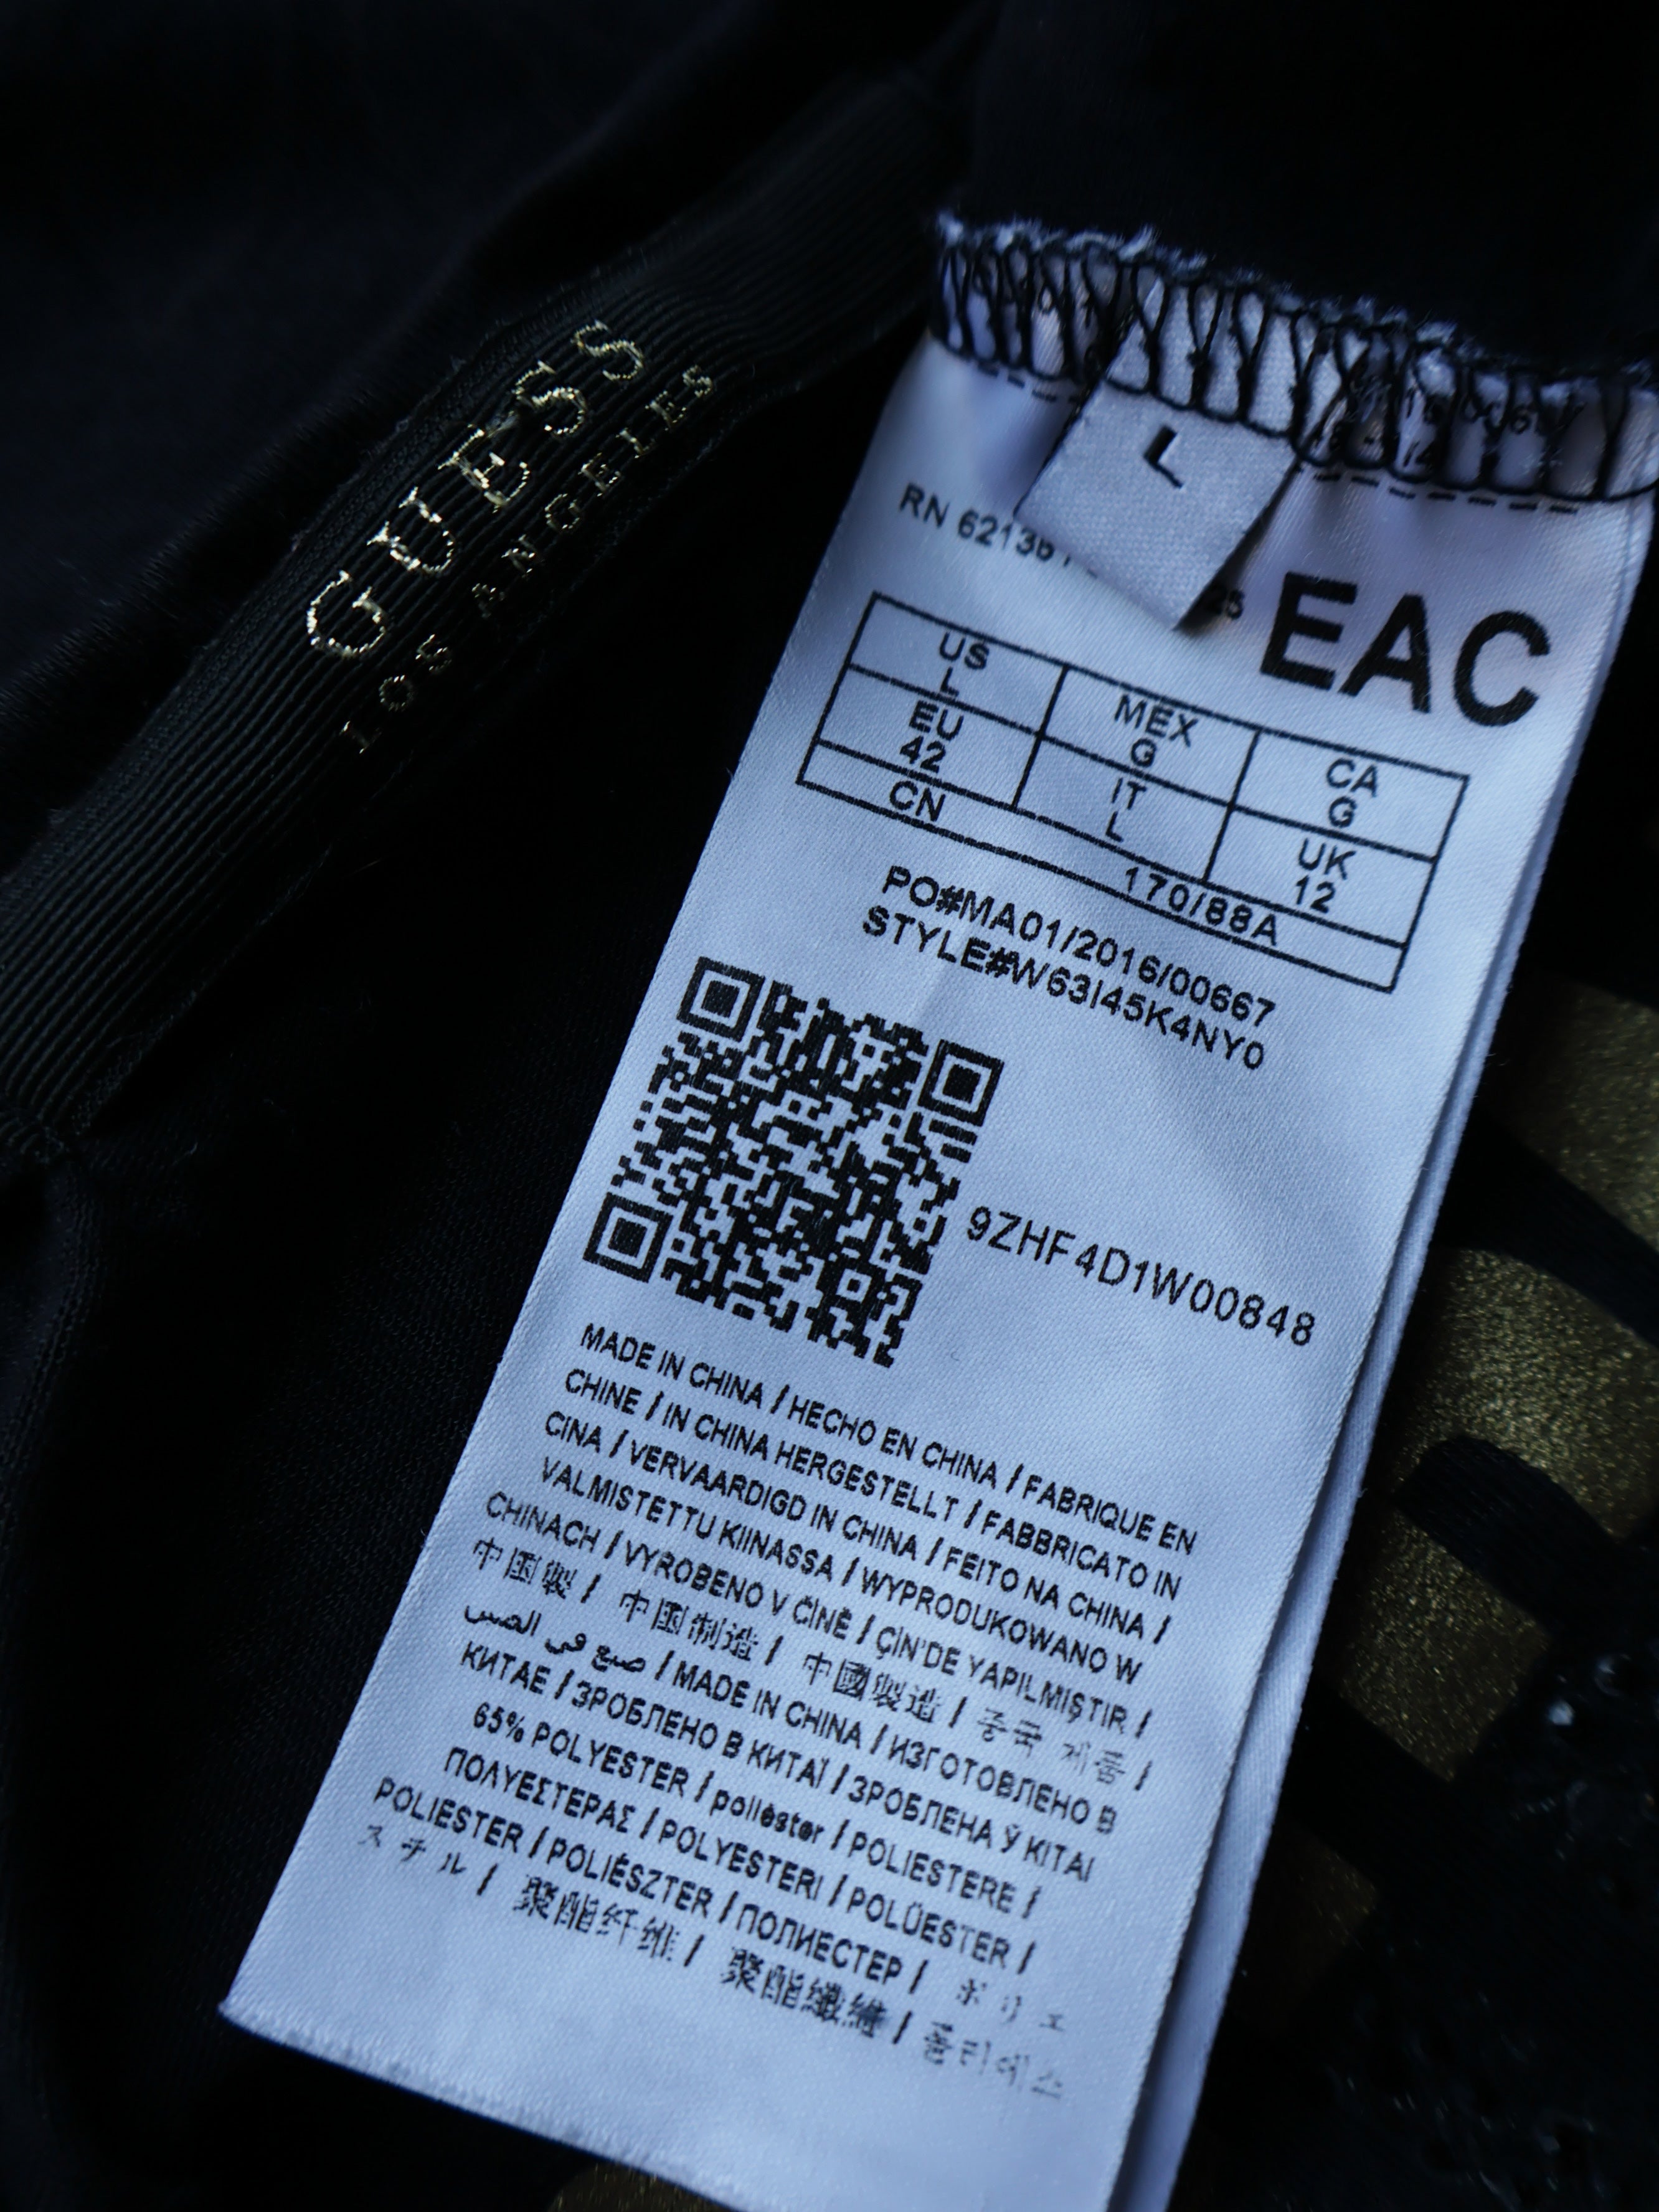 GUESS
LOS ANGELES
L
RN 62136
EAC
US
L
MEX
G
CA
G
EU
42
IT
L
UK
12
CN
170/88A
PO#MA01/2016/00667
STYLE#W63I45K4NY0
9ZHF4D1W00848
MADE IN CHINA / HECHO EN CHINA / FABRIQUE EN
CHINE / IN CHINA HERGESTELLT / FABBRICATO IN
CINA / VERVAARDIGD IN CHINA / FEITO NA CHINA /
VALMISTETTU KIINASSA / WYPRODUKOWANO W
CHINACH / VYROBENO V ČINĚ / ÇIN'DE YAPILMIŞTIR /
中国製 / 中国制造 / 中國製造 / 중국 제품 /
صنع في الصين / MADE IN CHINA / ИЗГОТОВЛЕНО В
КИТАЕ / ЗРОБЛЕНО В КИТАЇ / ЗРОБЛЕНА Ў КІТАІ
65% POLYESTER / poliéster / POLIESTERE /
ΠΟΛΥΕΣΤΕΡΑΣ / POLYESTERI / POLÜESTER /
POLIESTER / POLIÉSZTER / ПОЛИЕСТЕР / ポリエ
ステル / 聚酯纤维 / 聚酯纖維 / 폴리에스